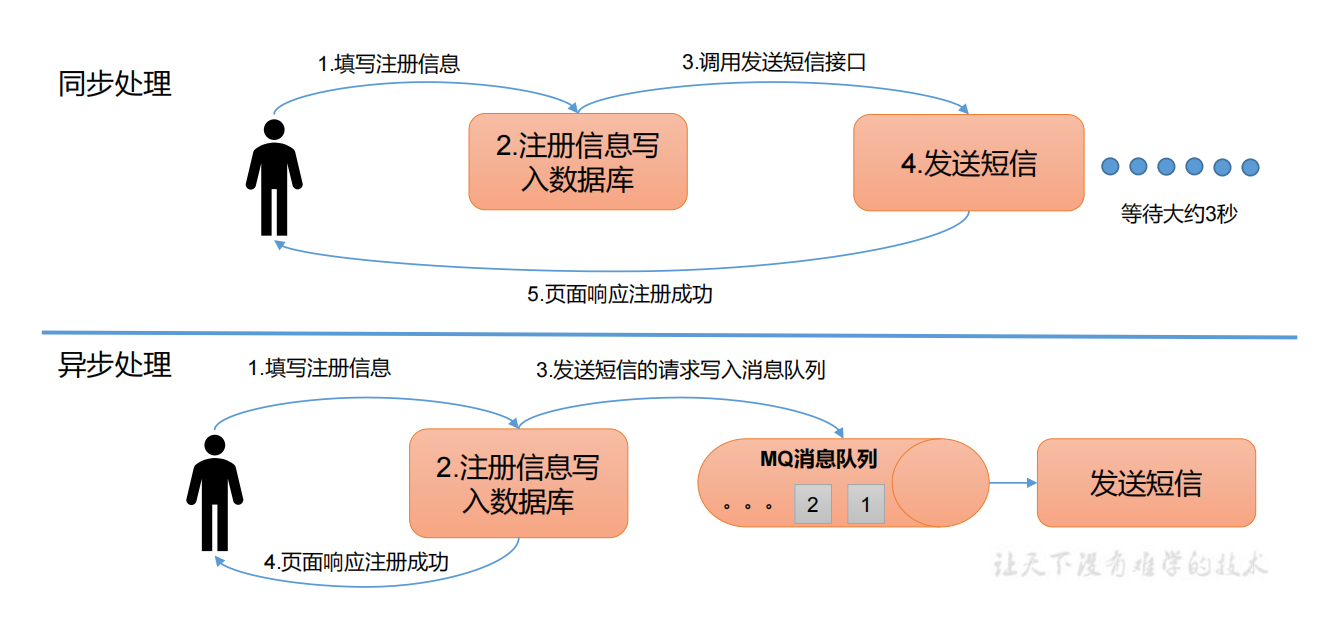 同步处理
1.填写注册信息
3.调用发送短信接口
2.注册信息写
入数据库
4.发送短信
等待大约3秒
5.页面响应注册成功
异步处理
1.填写注册信息
3.发送短信的请求写入消息队列
2.注册信息写
入数据库
MQ消息队列
。。。 2 1
发送短信
4.页面响应注册成功
让天下没有难学的技术